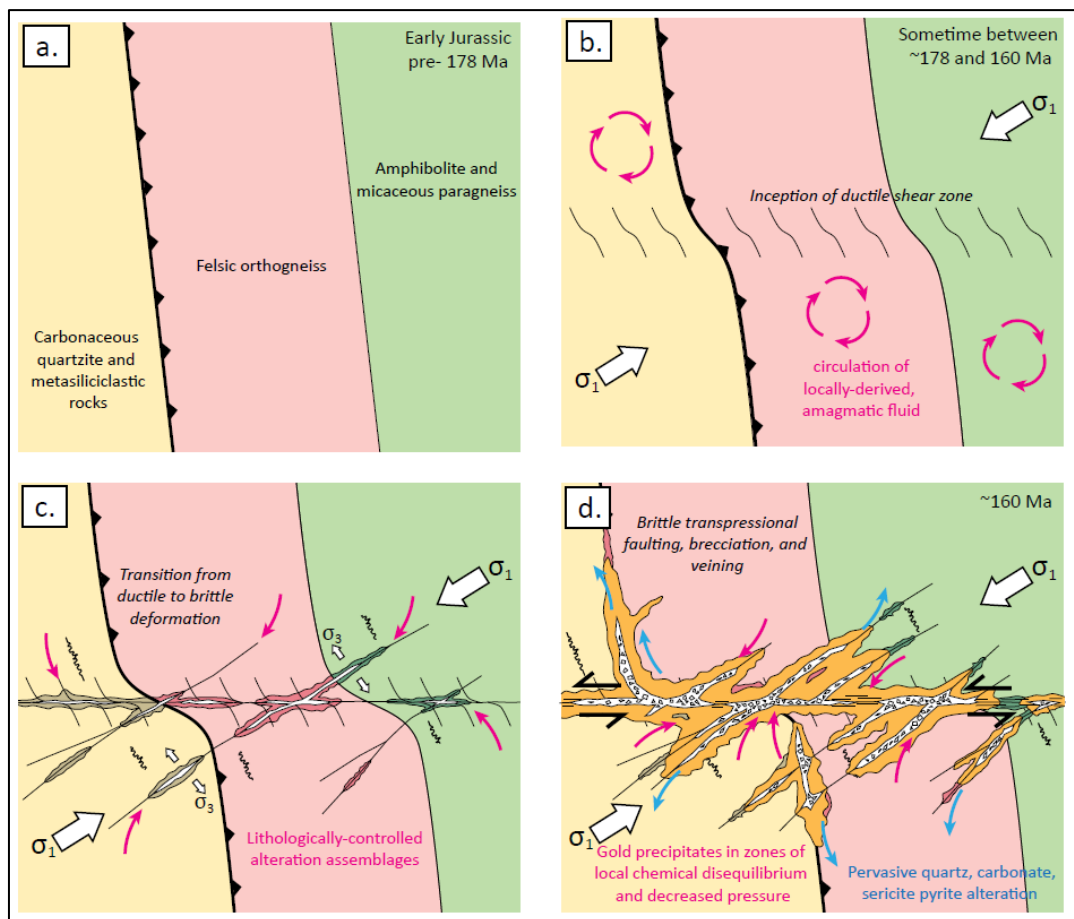 a.
Early Jurassic
pre- 178 Ma
Amphibolite and
micaceous paragneiss
Felsic orthogneiss
Carbonaceous
quartzite and
metasiliciclastic
rocks
b.
Sometime between
~178 and 160 Ma
σ1
Inception of ductile shear zone
σ1
circulation of
locally-derived,
amagmatic fluid
c.
Transition from
ductile to brittle
deformation
σ1
σ3
σ3
σ1
Lithologically-controlled
alteration assemblages
d.
~160 Ma
Brittle transpressional
faulting, brecciation, and
veining
σ1
σ1
Gold precipitates in zones of
local chemical disequilibrium
and decreased pressure
Pervasive quartz, carbonate,
sericite pyrite alteration